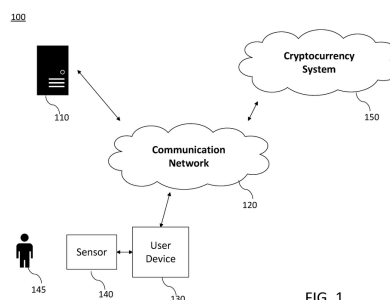 100
Cryptocurrency
System
110
150
Communication
Network
120
Sensor
User
Device
145
140
130
FIG. 1